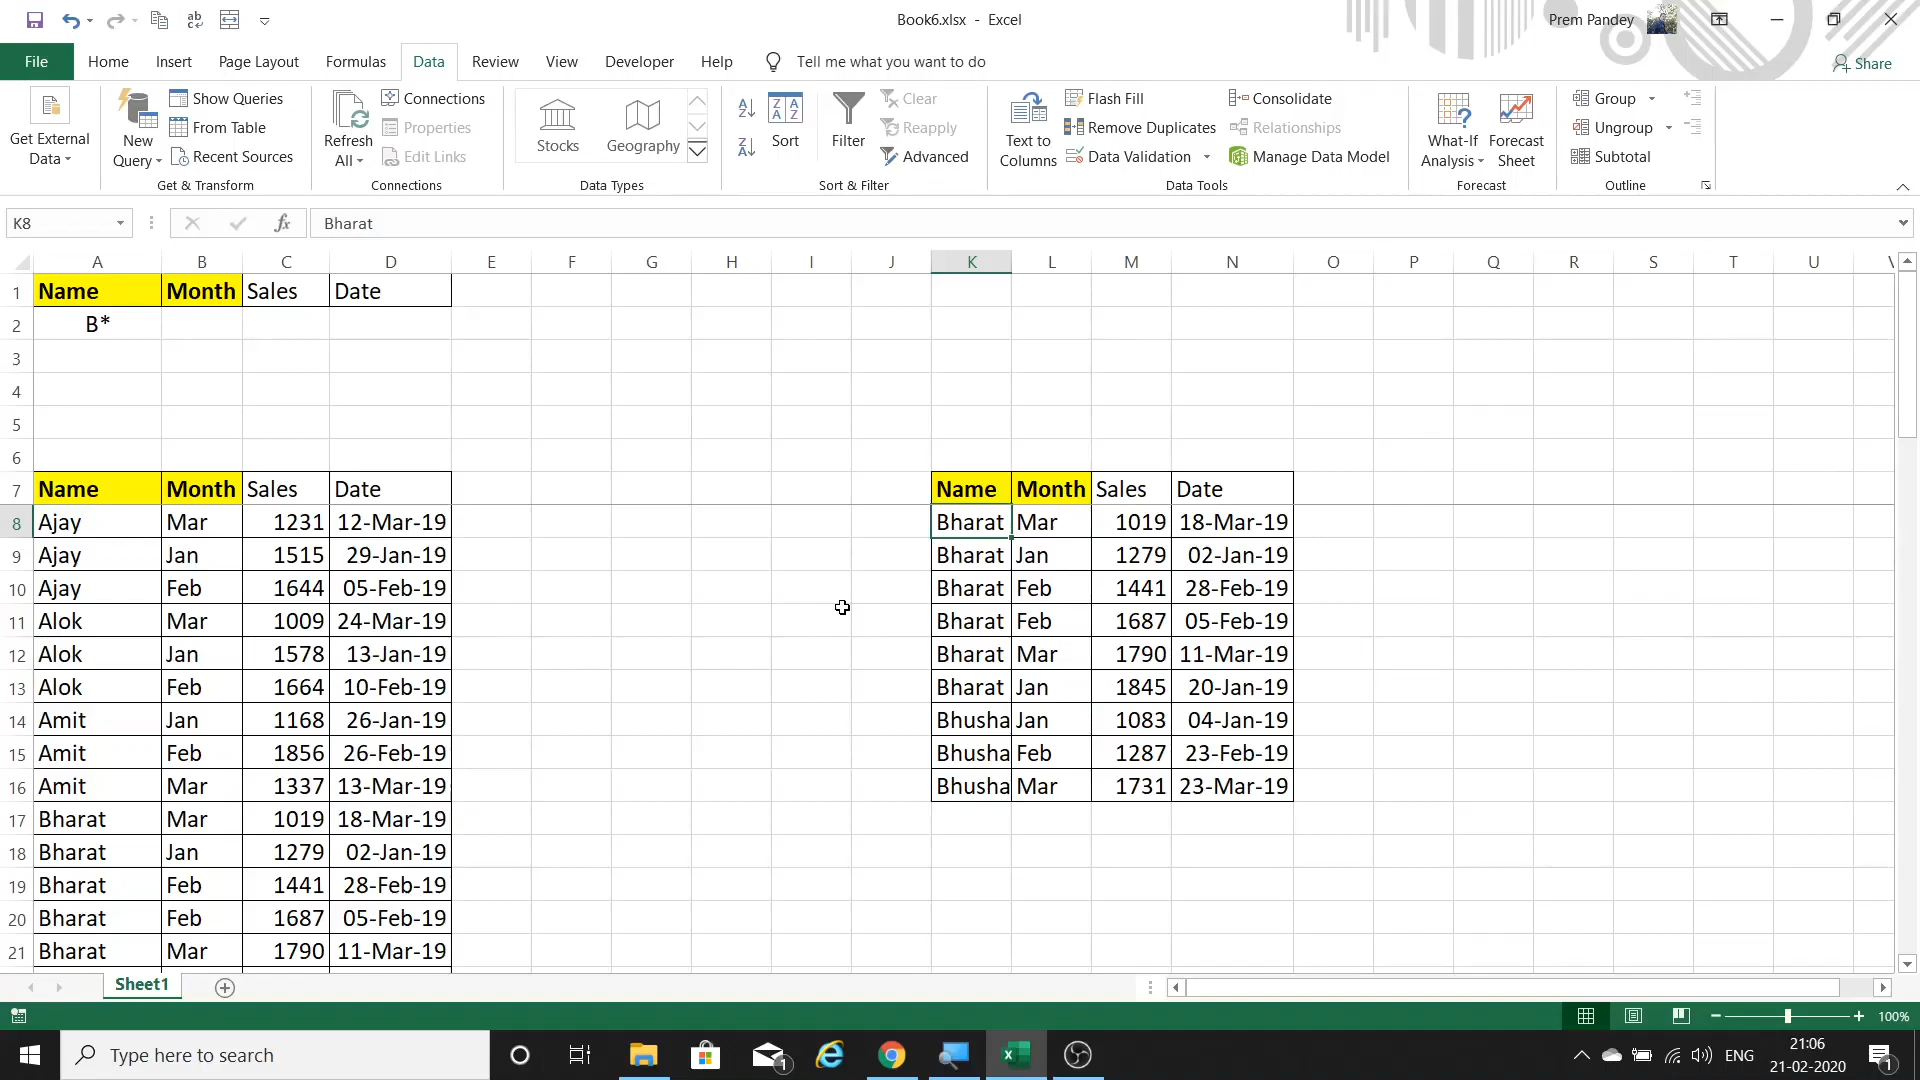 Book6.xlsx - Excel
Prem Pandey
File Home Insert Page Layout Formulas Data Review View Developer Help Tell me what you want to do
Share
Get External Data
New Query
Show Queries
From Table
Recent Sources
Get & Transform
Refresh All
Connections
Properties
Edit Links
Connections
Stocks
Geography
Data Types
Sort
Filter
Clear
Reapply
Advanced
Sort & Filter
Text to Columns
Flash Fill
Remove Duplicates
Data Validation
Consolidate
Relationships
Manage Data Model
Data Tools
What-If Analysis
Forecast Sheet
Forecast
Group
Ungroup
Subtotal
Outline
K8 fx Bharat
A B C D E F G H I J K L M N O P Q R S T U
1 Name Month Sales Date
2 B*
3
4
5
6
7 Name Month Sales Date Name Month Sales Date
8 Ajay Mar 1231 12-Mar-19 Bharat Mar 1019 18-Mar-19
9 Ajay Jan 1515 29-Jan-19 Bharat Jan 1279 02-Jan-19
10 Ajay Feb 1644 05-Feb-19 Bharat Feb 1441 28-Feb-19
11 Alok Mar 1009 24-Mar-19 Bharat Feb 1687 05-Feb-19
12 Alok Jan 1578 13-Jan-19 Bharat Mar 1790 11-Mar-19
13 Alok Feb 1664 10-Feb-19 Bharat Jan 1845 20-Jan-19
14 Amit Jan 1168 26-Jan-19 Bhusha Jan 1083 04-Jan-19
15 Amit Feb 1856 26-Feb-19 Bhusha Feb 1287 23-Feb-19
16 Amit Mar 1337 13-Mar-19 Bhusha Mar 1731 23-Mar-19
17 Bharat Mar 1019 18-Mar-19
18 Bharat Jan 1279 02-Jan-19
19 Bharat Feb 1441 28-Feb-19
20 Bharat Feb 1687 05-Feb-19
21 Bharat Mar 1790 11-Mar-19
Sheet1
100%
Type here to search
ENG
21:06
21-02-2020